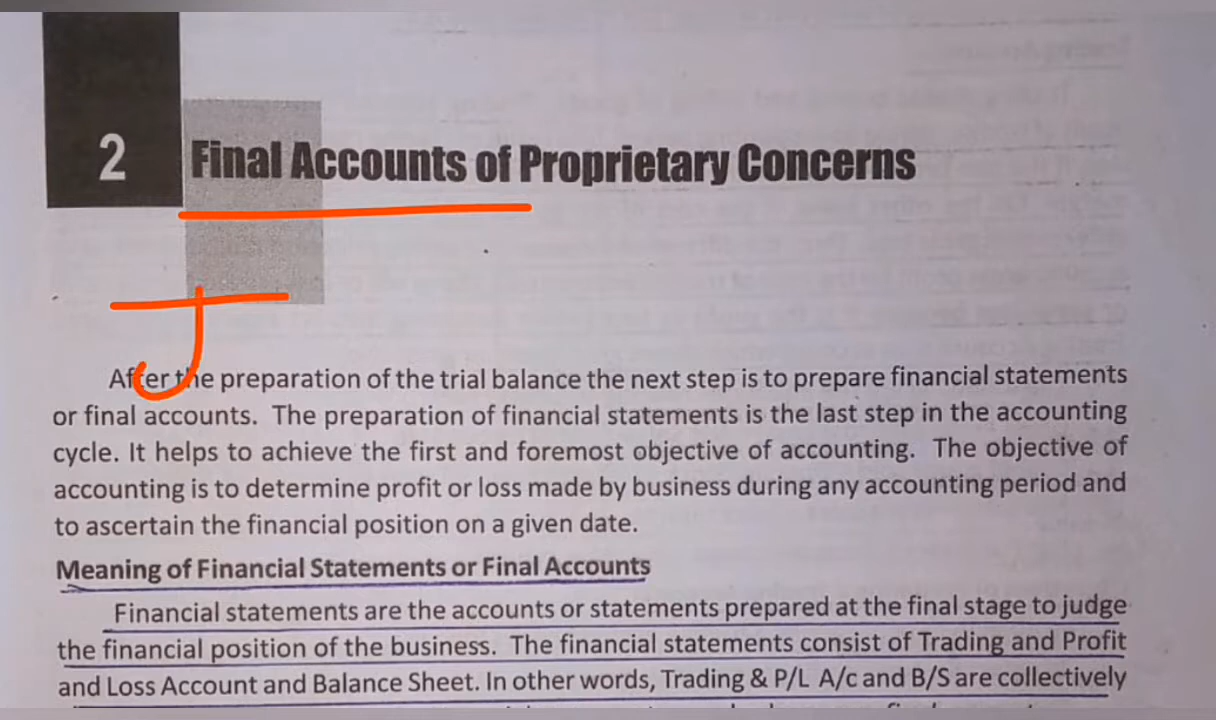 2
Final Accounts of Proprietary Concerns
After the preparation of the trial balance the next step is to prepare financial statements
or final accounts. The preparation of financial statements is the last step in the accounting
cycle. It helps to achieve the first and foremost objective of accounting. The objective of
accounting is to determine profit or loss made by business during any accounting period and
to ascertain the financial position on a given date.
Meaning of Financial Statements or Final Accounts
Financial statements are the accounts or statements prepared at the final stage to judge
the financial position of the business. The financial statements consist of Trading and Profit
and Loss Account and Balance Sheet. In other words, Trading & P/L A/c and B/S are collectively